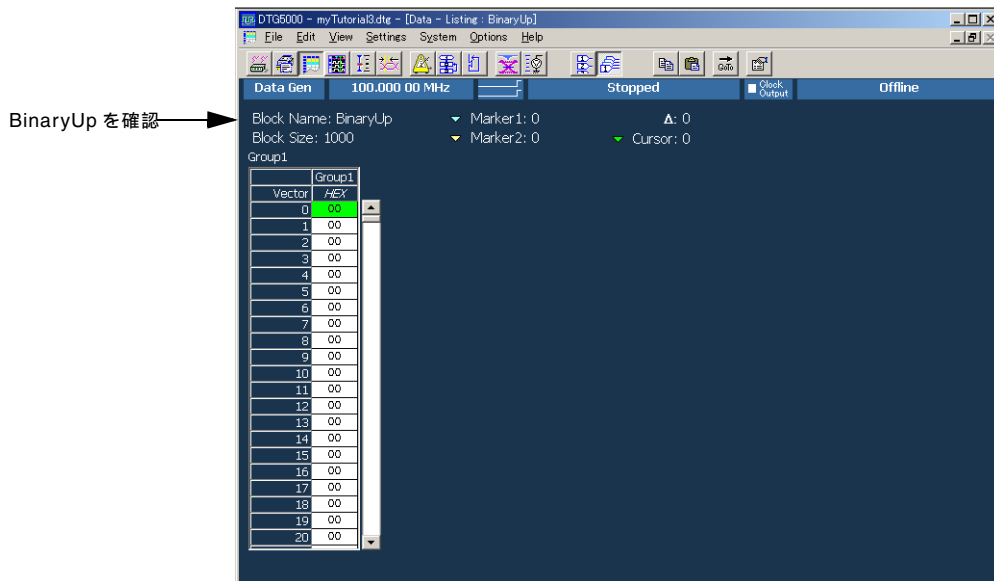 DTG5000 - myTutorial3.dtg - [Data - Listing : BinaryUp]
File Edit View Settings System Options Help
Data Gen 100.000 00 MHz Stopped Clock Output Offline
BinaryUp を確認
Block Name: BinaryUp Marker1: 0 Δ: 0
Block Size: 1000 Marker2: 0 Cursor: 0
Group1
Group1
Vector HEX
0 00
1 00
2 00
3 00
4 00
5 00
6 00
7 00
8 00
9 00
10 00
11 00
12 00
13 00
14 00
15 00
16 00
17 00
18 00
19 00
20 00